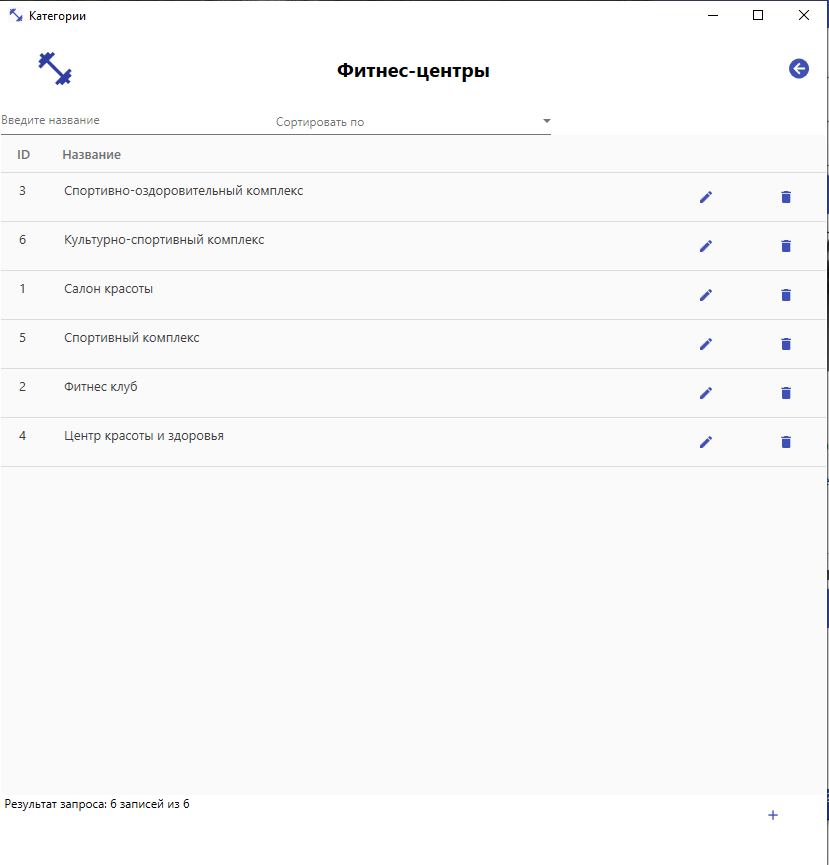 Категории
Фитнес-центры
Введите название Сортировать по
ID Название
3 Спортивно-оздоровительный комплекс
6 Культурно-спортивный комплекс
1 Салон красоты
5 Спортивный комплекс
2 Фитнес клуб
4 Центр красоты и здоровья
Результат запроса: 6 записей из 6